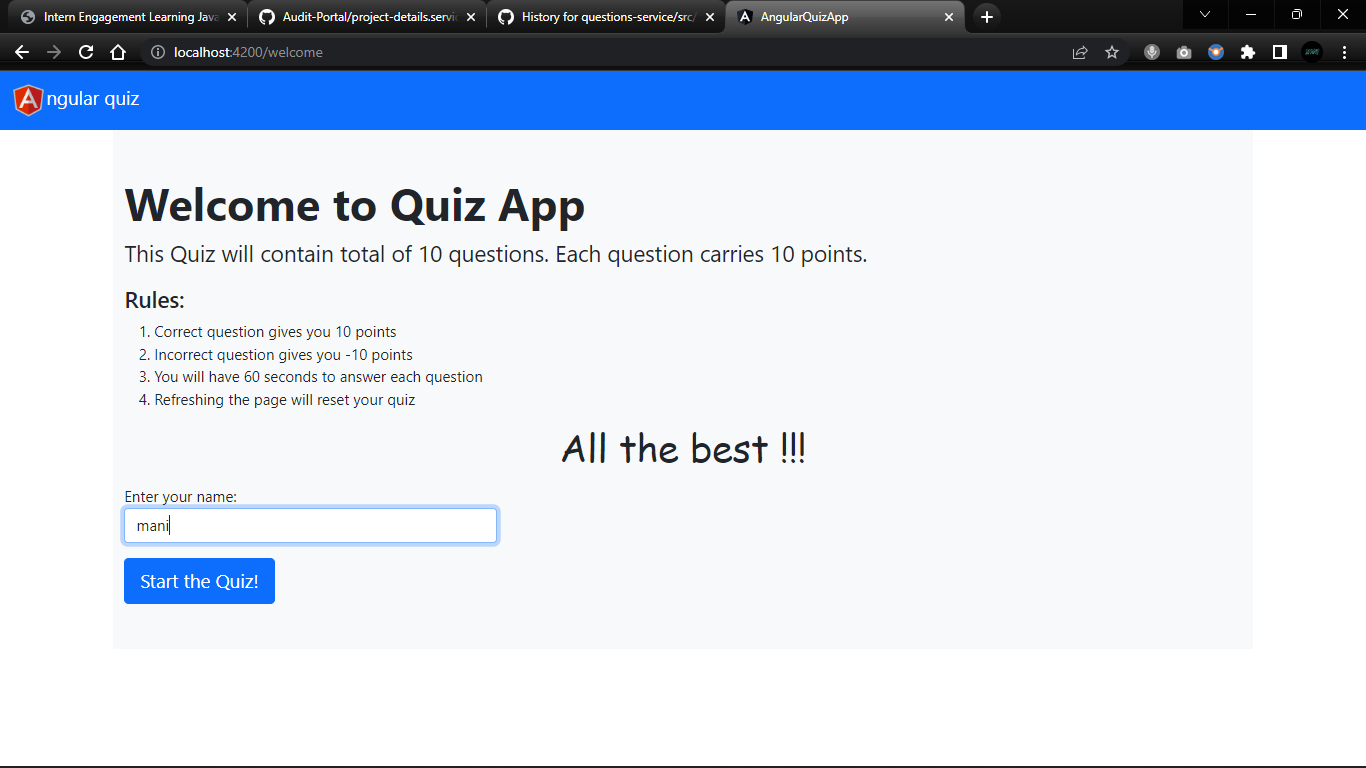 Intern Engagement Learning Java
Audit-Portal/project-details.servic
History for questions-service/src/
AngularQuizApp
localhost:4200/welcome
Angular quiz
Welcome to Quiz App
This Quiz will contain total of 10 questions. Each question carries 10 points.
Rules:
1. Correct question gives you 10 points
2. Incorrect question gives you -10 points
3. You will have 60 seconds to answer each question
4. Refreshing the page will reset your quiz
All the best !!!
Enter your name:
mani
Start the Quiz!